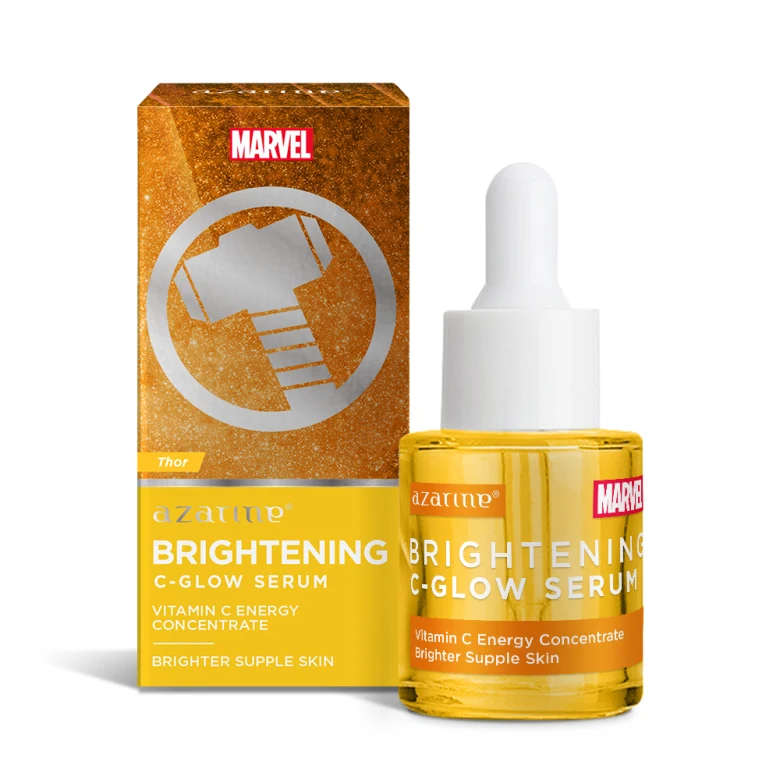 azarine
MARVEL
Thor
azarine®
BRIGHTENING
C-GLOW SERUM
VITAMIN C ENERGY
CONCENTRATE
BRIGHTER SUPPLE SKIN
azarine®
MARVEL
BRIGHTENING
C-GLOW SERUM
Vitamin C Energy Concentrate
Brighter Supple Skin